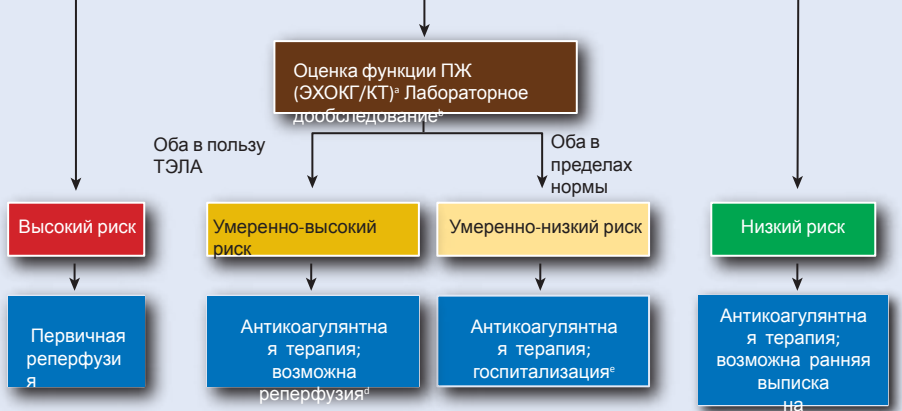 Оценка функции ПЖ
(ЭХОКГ/КТ)ᵃ Лабораторное
дообследованиеᵇ
Оба в пользу
ТЭЛА
Оба в
пределах
нормы
Высокий риск
Умеренно-высокий
риск
Умеренно-низкий риск
Низкий риск
Первичная
реперфузи
я
Антикоагулянтна
я терапия;
возможна
реперфузияᵈ
Антикоагулянтна
я терапия;
госпитализацияᵉ
Антикоагулянтна
я терапия;
возможна ранняя
выписка
на